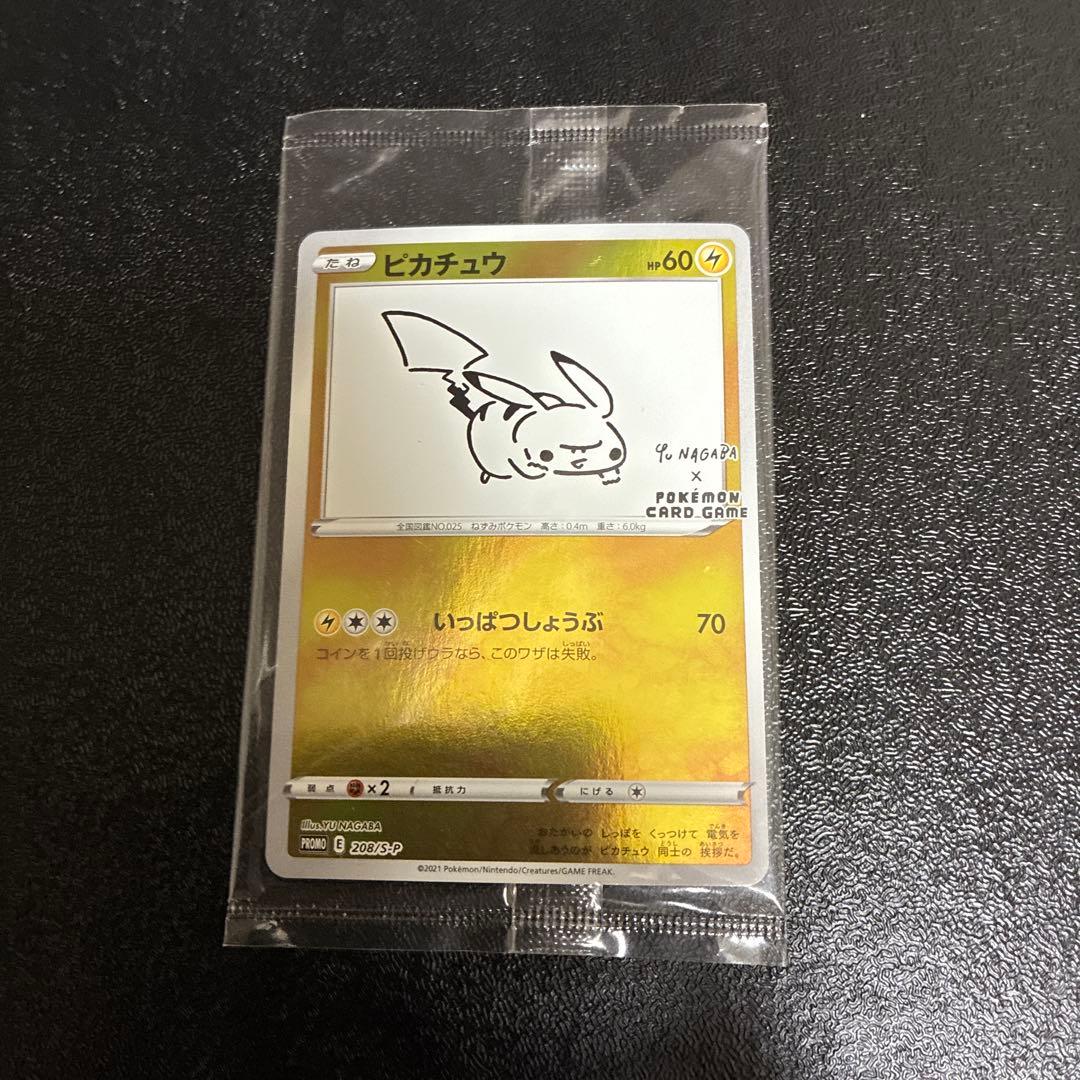 たね ピカチュウ HP60
Yu NAGABA
×
POKÉMON
CARD GAME
全国図鑑NO.025 ねずみポケモン 高さ:0.4m 重さ:6.0kg
いっぱつしょうぶ 70
コインを1回投げウラなら、このワザは失敗。
弱点 ×2 抵抗力 にげる
Illus.YU NAGABA
PROMO E 208/S-P
おたがいの しっぽを くっつけて 電気を
流しあうのが ピカチュウ 同士の 挨拶だ。
©2021 Pokémon/Nintendo/Creatures/GAME FREAK.